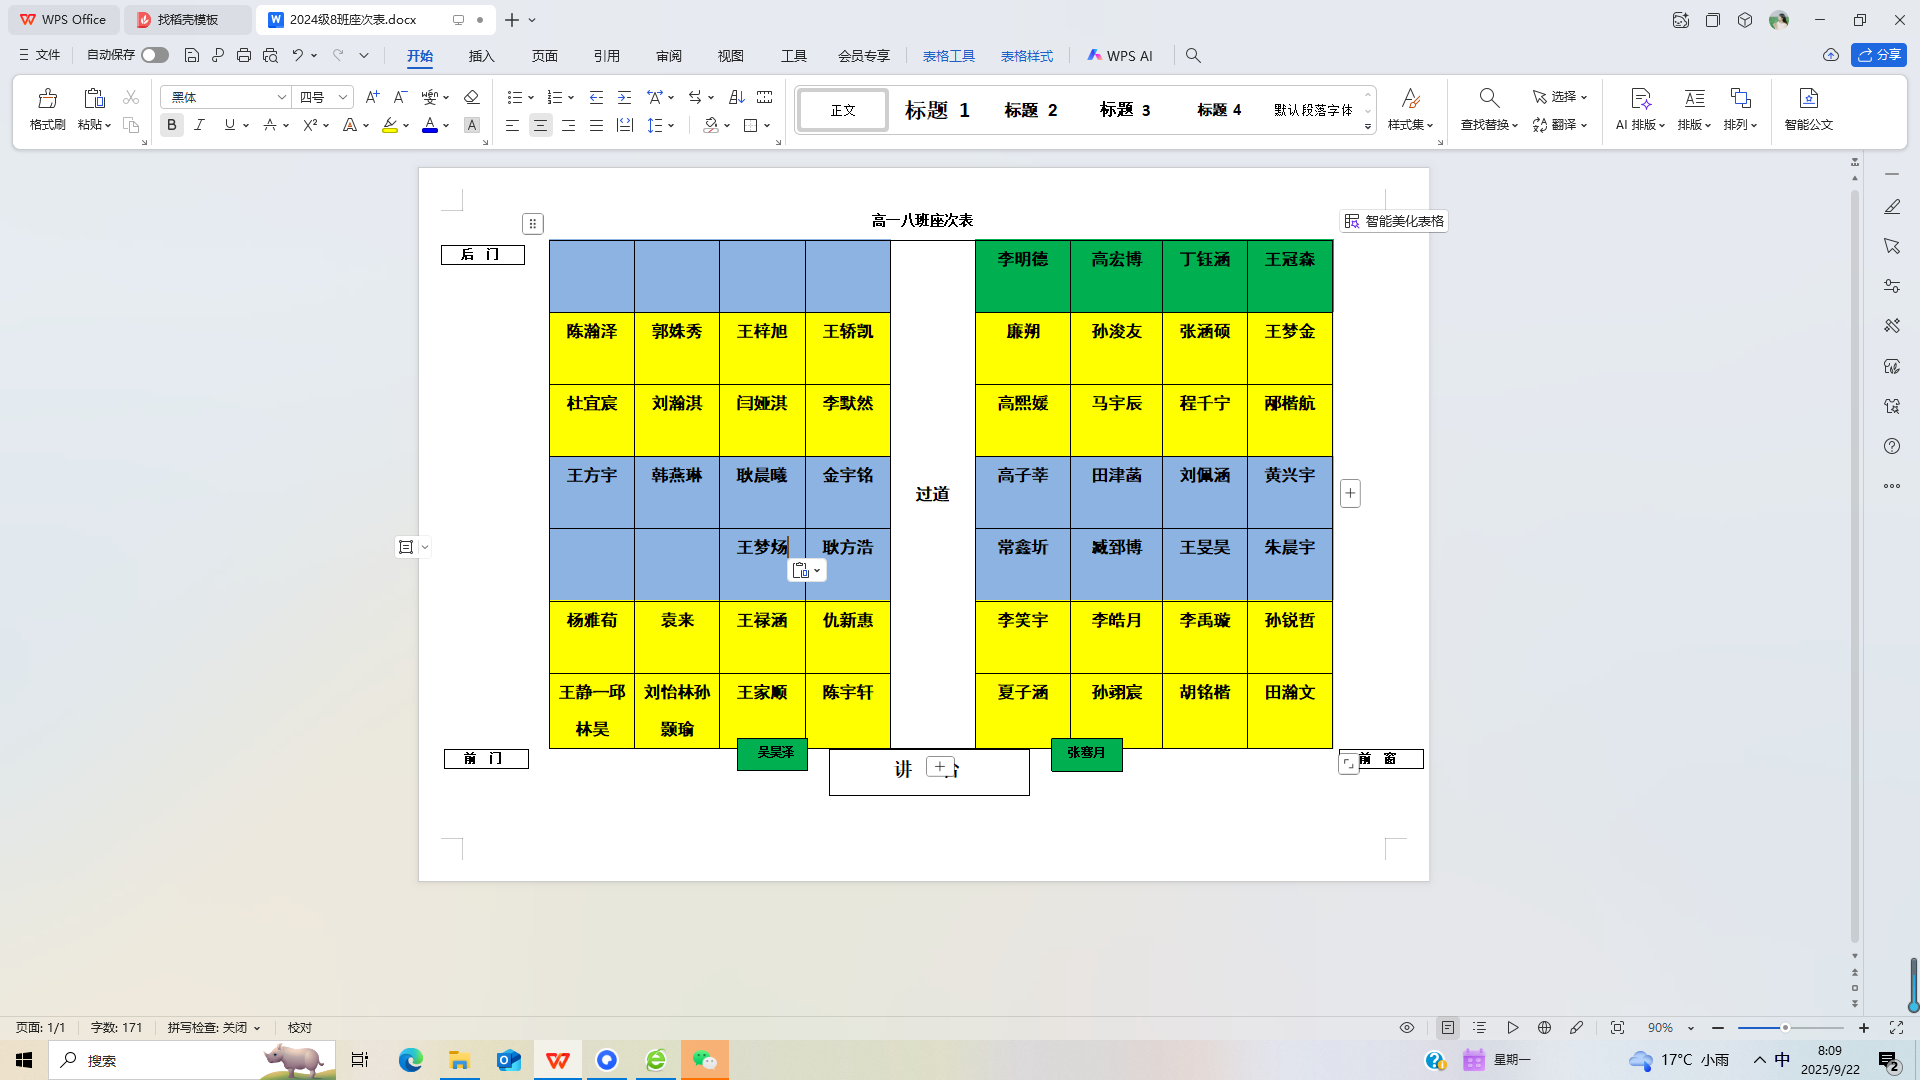 WPS Office
找稻壳模板
2024级8班座次表.docx
文件
自动保存
开始
插入
页面
引用
审阅
视图
工具
会员专享
表格工具
表格样式
WPS AI
分享
格式刷
粘贴
黑体
四号
正文
标题 1
标题 2
标题 3
标题 4
默认段落字体
样式集
查找替换
选择
翻译
AI 排版
排版
排列
智能公文
高一八班座次表
智能美化表格
后 门
李明德 高宏博 丁钰涵 王冠森
陈瀚泽 郭姝秀 王梓旭 王轿凯 廉朔 孙浚友 张涵硕 王梦金
杜宜宸 刘瀚淇 闫娅淇 李默然 高熙媛 马宇辰 程千宁 邴楷航
王方宇 韩燕琳 耿晨曦 金宇铭 过道 高子莘 田津菡 刘佩涵 黄兴宇
王梦炀 耿方浩 常鑫圻 臧郅博 王旻昊 朱晨宇
杨雅荀 袁来 王禄涵 仇新惠 李笑宇 李皓月 李禹璇 孙锐哲
王静一邱林昊 刘怡林孙颢瑜 王家顺 陈宇轩 夏子涵 孙翊宸 胡铭楷 田瀚文
前 门
吴昊泽
讲
张骞月
前 窗
页面: 1/1
字数: 171
拼写检查: 关闭
校对
90%
搜索
星期一
17°C 小雨
中
8:09
2025/9/22
2